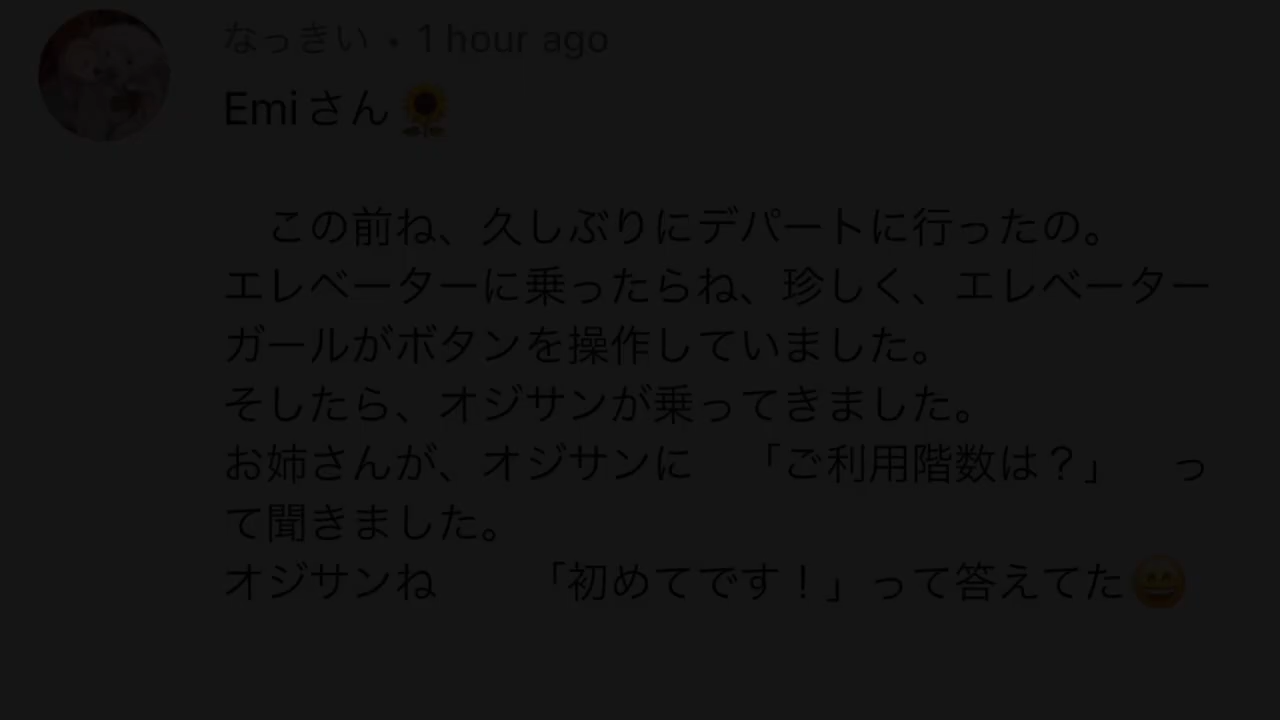 なっきい • 1 hour ago
Emiさん🌻
この前ね、久しぶりにデパートに行ったの。
エレベーターに乗ったらね、珍しく、エレベーター
ガールがボタンを操作していました。
そしたら、オジサンが乗ってきました。
お姉さんが、オジサンに　「ご利用階数は？」　っ
て聞きました。
オジサンね　　「初めてです！」って答えてた😄